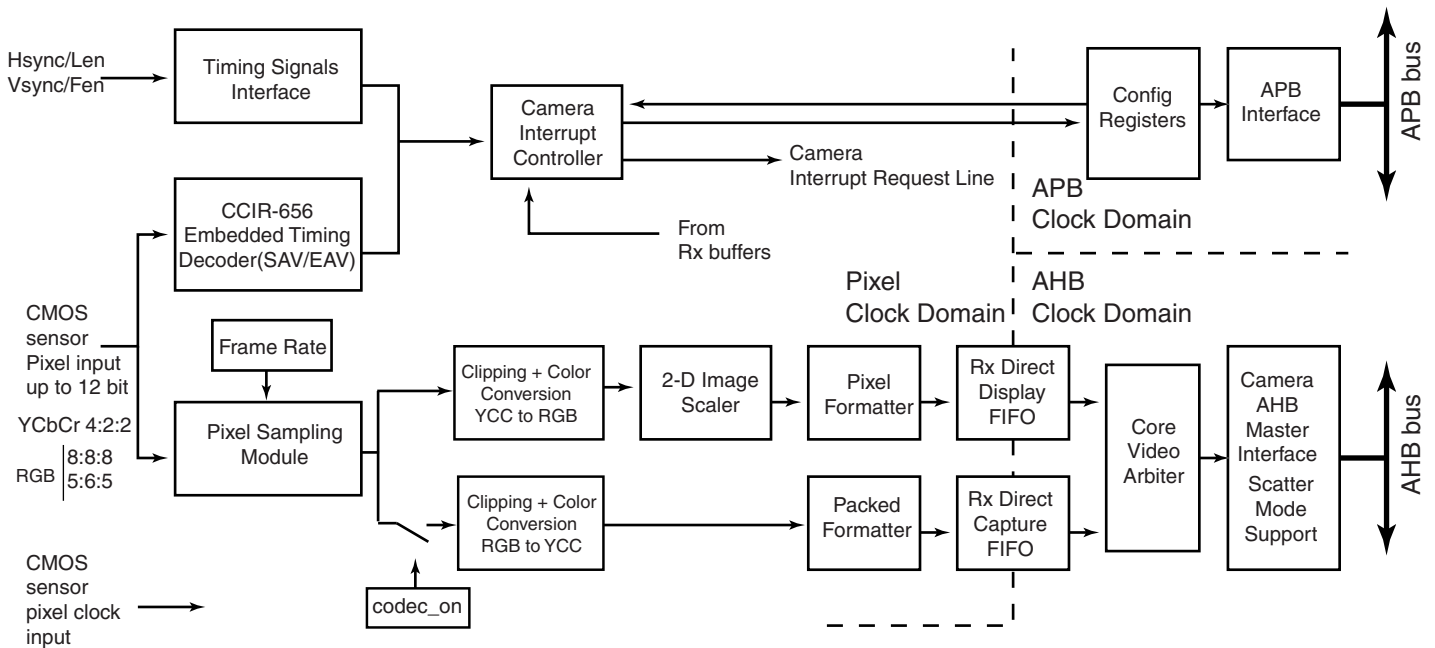 Hsync/Len
Vsync/Fen
Timing Signals
Interface
Camera
Interrupt
Controller
Config
Registers
APB
Interface
APB bus
Camera
Interrupt Request Line
APB
Clock Domain
CCIR-656
Embedded Timing
Decoder(SAV/EAV)
From
Rx buffers
Pixel
Clock Domain
AHB
Clock Domain
CMOS
sensor
Pixel input
up to 12 bit
YCbCr 4:2:2
RGB
8:8:8
5:6:5
Frame Rate
Pixel Sampling
Module
Clipping + Color
Conversion
YCC to RGB
2-D Image
Scaler
Pixel
Formatter
Rx Direct
Display
FIFO
Core
Video
Arbiter
Camera
AHB
Master
Interface
Scatter
Mode
Support
AHB bus
Clipping + Color
Conversion
RGB to YCC
Packed
Formatter
Rx Direct
Capture
FIFO
codec_on
CMOS
sensor
pixel clock
input